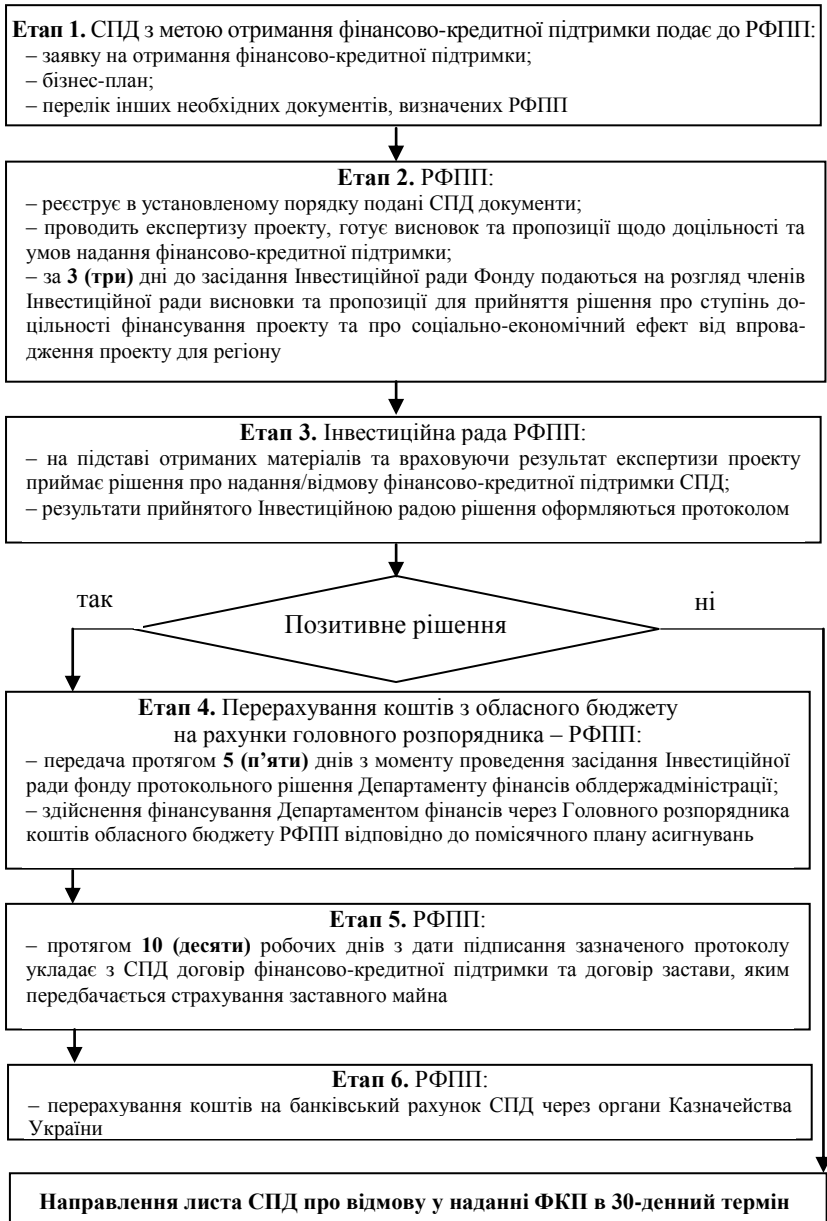 Етап 1. СПД з метою отримання фінансово-кредитної підтримки подає до РФПП:
– заявку на отримання фінансово-кредитної підтримки;
– бізнес-план;
– перелік інших необхідних документів, визначених РФПП
Етап 2. РФПП:
– реєструє в установленому порядку подані СПД документи;
– проводить експертизу проекту, готує висновок та пропозиції щодо доцільності та
умов надання фінансово-кредитної підтримки;
– за 3 (три) дні до засідання Інвестиційної ради Фонду подаються на розгляд членів
Інвестиційної ради висновки та пропозиції для прийняття рішення про ступінь до-
цільності фінансування проекту та про соціально-економічний ефект від впрова-
дження проекту для регіону
Етап 3. Інвестиційна рада РФПП:
– на підставі отриманих матеріалів та враховуючи результат експертизи проекту
приймає рішення про надання/відмову фінансово-кредитної підтримки СПД;
– результати прийнятого Інвестиційною радою рішення оформляються протоколом
так
ні
Позитивне рішення
Етап 4. Перерахування коштів з обласного бюджету
на рахунки головного розпорядника – РФПП:
– передача протягом 5 (п’яти) днів з моменту проведення засідання Інвестиційної
ради фонду протокольного рішення Департаменту фінансів облдержадміністрації;
– здійснення фінансування Департаментом фінансів через Головного розпорядника
коштів обласного бюджету РФПП відповідно до помісячного плану асигнувань
Етап 5. РФПП:
– протягом 10 (десяти) робочих днів з дати підписання зазначеного протоколу
укладає з СПД договір фінансово-кредитної підтримки та договір застави, яким
передбачається страхування заставного майна
Етап 6. РФПП:
– перерахування коштів на банківський рахунок СПД через органи Казначейства
України
Направлення листа СПД про відмову у наданні ФКП в 30-денний термін